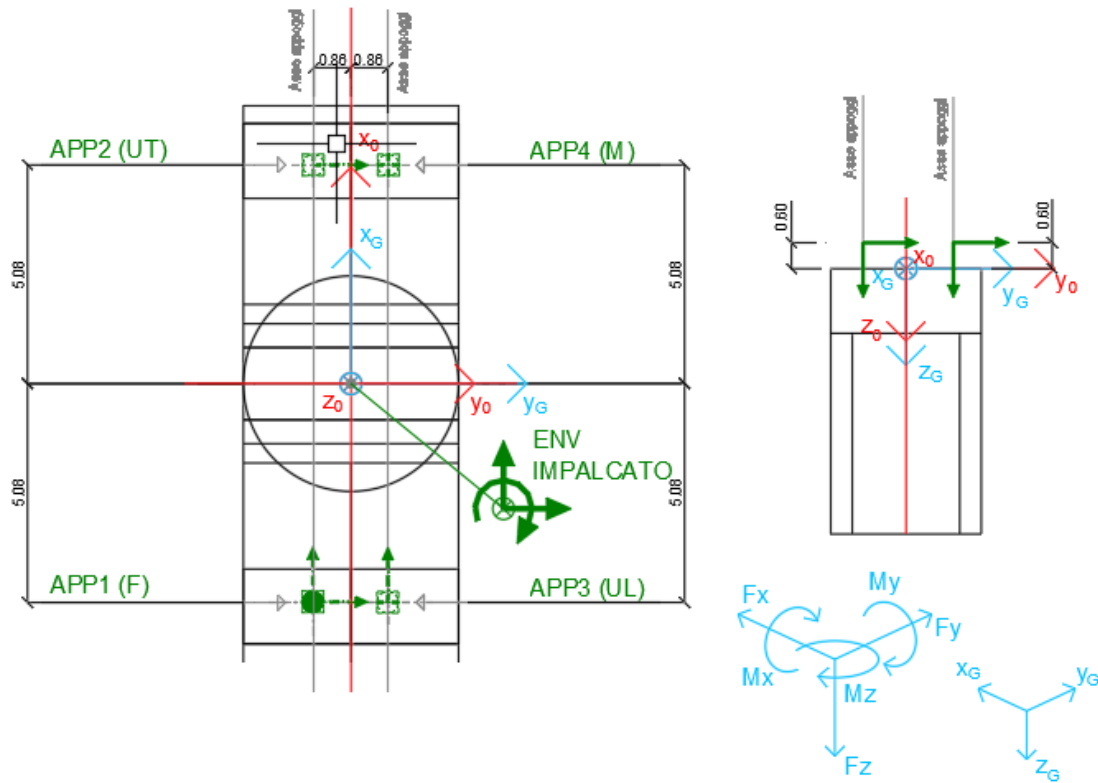 Asse appoggi
Asse appoggi
0.86
0.86
APP2 (UT)
x0
APP4 (M)
xG
5.08
5.08
z0
y0
yG
ENV
IMPALCATO
5.08
5.08
APP1 (F)
APP3 (UL)
Asse appoggi
Asse appoggi
0.60
0.60
x0
xG
yG
y0
z0
zG
Fx
My
Fy
Mx
Mz
Fz
xG
yG
zG